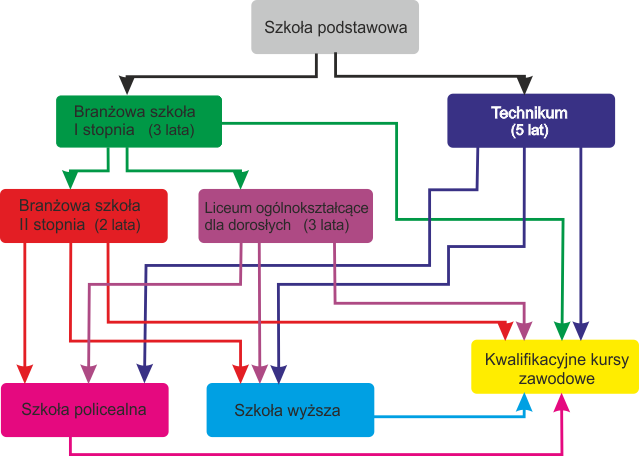 Szkoła podstawowa
Branżowa szkoła
I stopnia (3 lata)
Technikum
(5 lat)
Branżowa szkoła
II stopnia (2 lata)
Liceum ogólnokształcące
dla dorosłych (3 lata)
Kwalifikacyjne kursy
zawodowe
Szkoła policealna
Szkoła wyższa